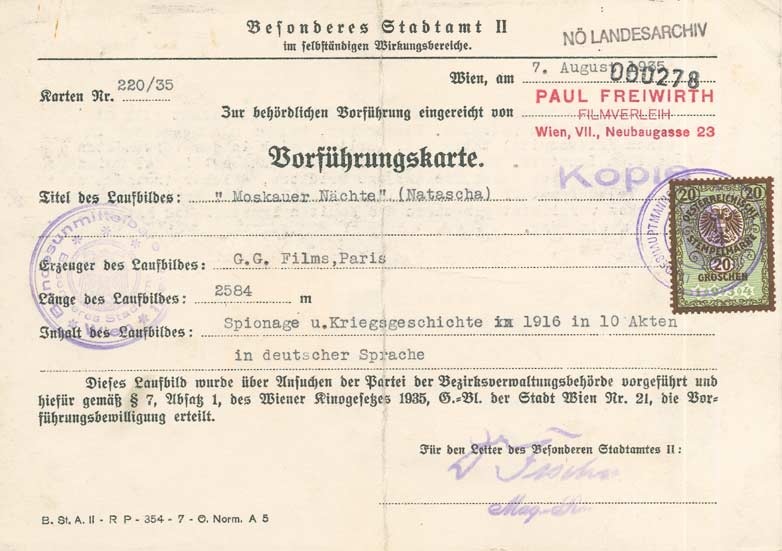 Besonderes Stadtamt II
im selbständigen Wirkungsbereiche.
NÖ LANDESARCHIV
Wien, am 7. August 1935
000278
Karten Nr. 220/35
Zur behördlichen Vorführung eingereicht von
PAUL FREIWIRTH
FILMVERLEIH
Wien, VII., Neubaugasse 23
Vorführungskarte.
Kopie
Titel des Laufbildes: " Moskauer Nächte" (Natascha)
Erzeuger des Laufbildes: G.G. Films,Paris
Länge des Laufbildes: 2584 m
Inhalt des Laufbildes: Spionage u.Kriegsgeschichte in 1916 in 10 Akten
in deutscher Sprache
20 20
ÖSTERREICHISCHE
STEMPELMARKE
20
GROSCHEN
Dieses Laufbild wurde über Ansuchen der Partei der Bezirksverwaltungsbehörde vorgeführt und
hiefür gemäß § 7, Absatz 1, des Wiener Kinogesetzes 1935, G.-Bl. der Stadt Wien Nr. 21, die Vor-
führungsbewilligung erteilt.
Für den Leiter des Besonderen Stadtamtes II:
B. St. A. II - R P - 354 - 7 - Ö. Norm. A 5